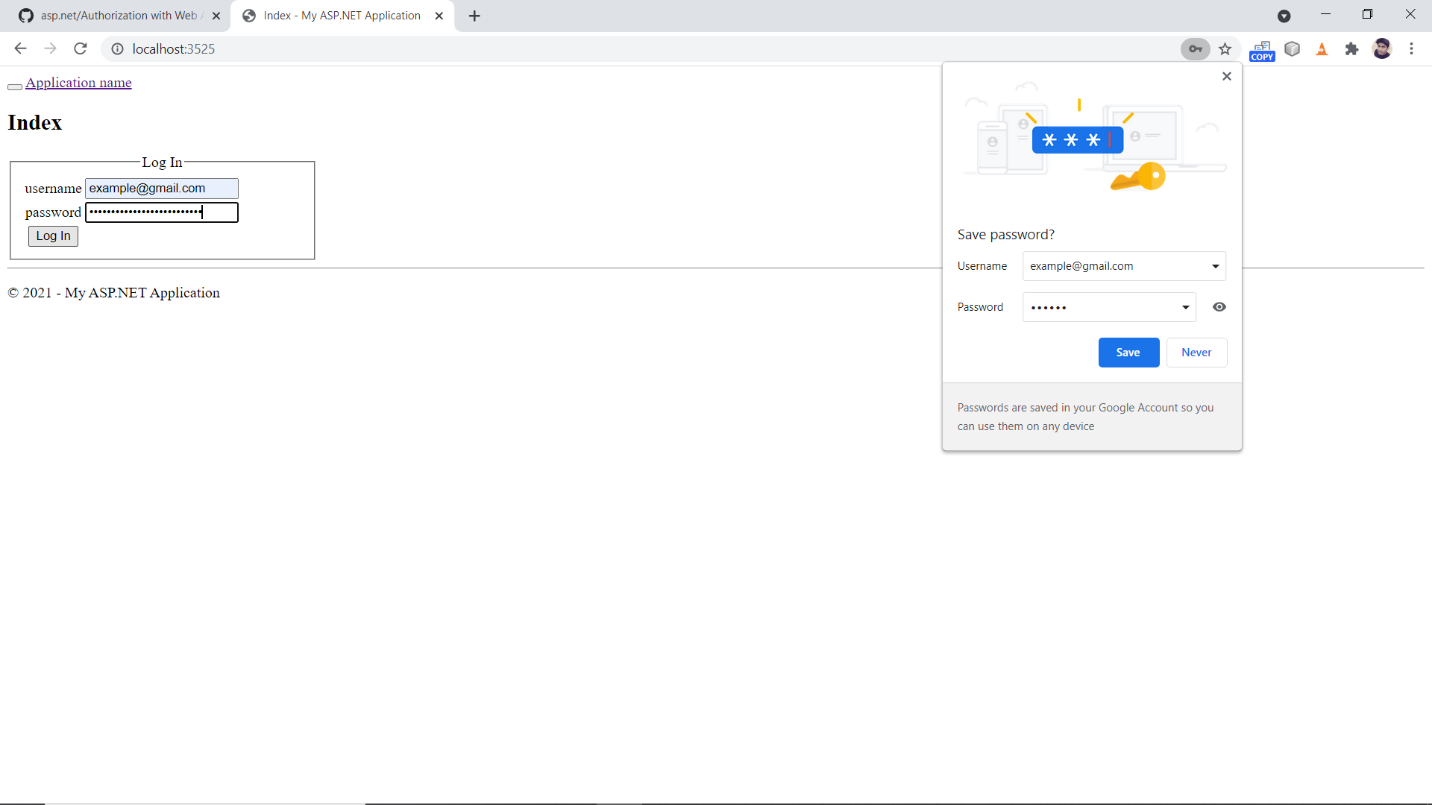 asp.net/Authorization with Web A
Index - My ASP.NET Application
localhost:3525
COPY
Application name
Index
Log In
username example@gmail.com
password ••••••••••••••••••••••••••
Log In
© 2021 - My ASP.NET Application
***
Save password?
Username example@gmail.com
Password ••••••
Save Never
Passwords are saved in your Google Account so you
can use them on any device